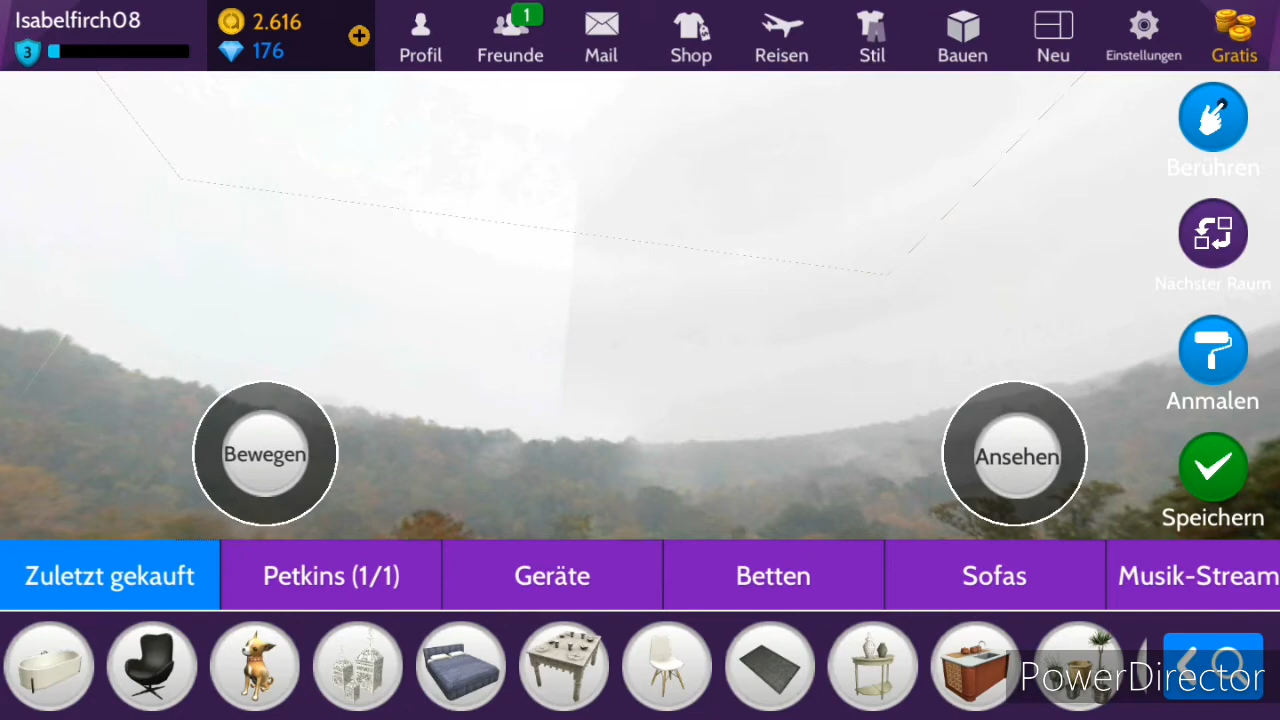 Isabelfirch08
3
2.616
176
Profil
1
Freunde
Mail
Shop
Reisen
Stil
Bauen
Neu
Einstellungen
Gratis
Berühren
Nächster Raum
Anmalen
Speichern
Bewegen
Ansehen
Zuletzt gekauft
Petkins (1/1)
Geräte
Betten
Sofas
Musik-Stream
PowerDirector